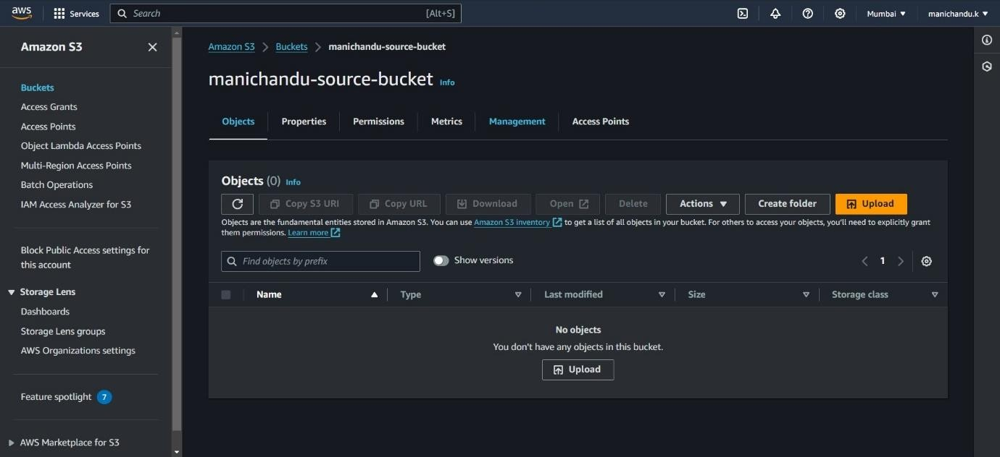 aws
Services
Search [Alt+S]
Mumbai
manichandu.k
Amazon S3
Buckets
Access Grants
Access Points
Object Lambda Access Points
Multi-Region Access Points
Batch Operations
IAM Access Analyzer for S3
Block Public Access settings for
this account
Storage Lens
Dashboards
Storage Lens groups
AWS Organizations settings
Feature spotlight 7
AWS Marketplace for S3
Amazon S3 > Buckets > manichandu-source-bucket
manichandu-source-bucket Info
Objects Properties Permissions Metrics Management Access Points
Objects (0) Info
Copy S3 URI Copy URL Download Open Delete Actions Create folder Upload
Objects are the fundamental entities stored in Amazon S3. You can use Amazon S3 inventory to get a list of all objects in your bucket. For others to access your objects, you'll need to explicitly grant
them permissions. Learn more
Find objects by prefix
Show versions
1
Name Type Last modified Size Storage class
No objects
You don't have any objects in this bucket.
Upload